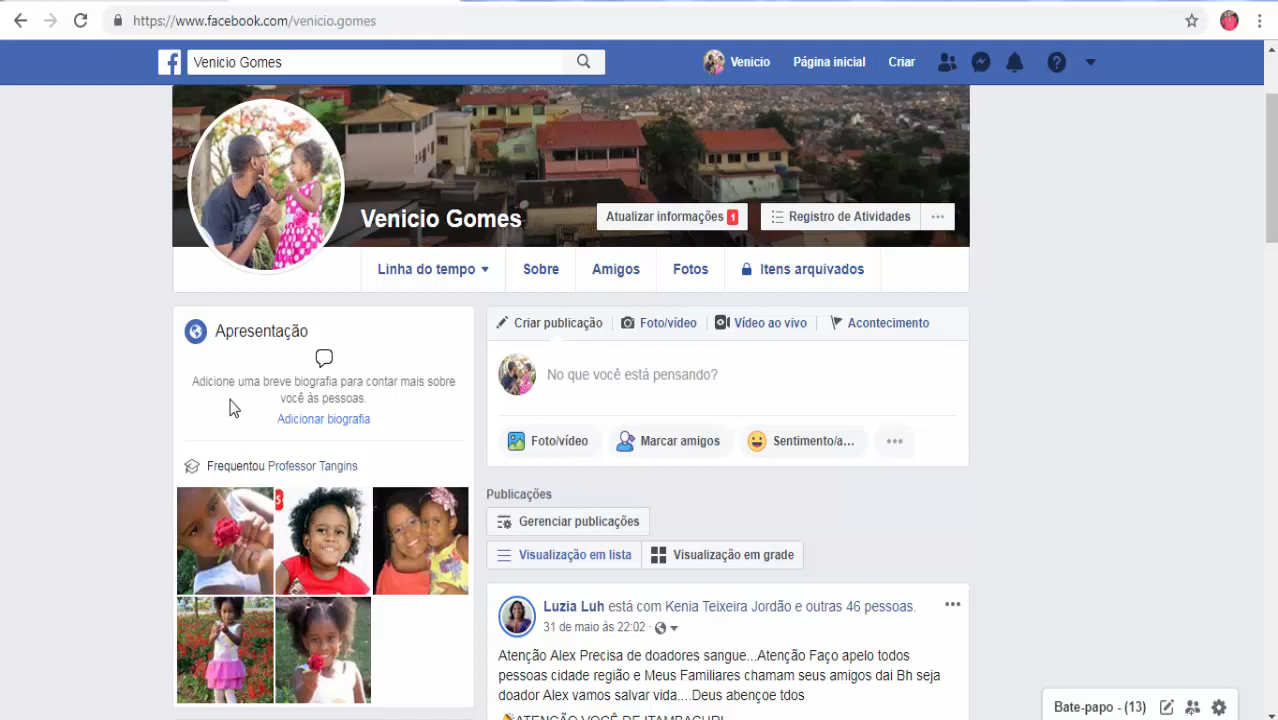 https://www.facebook.com/venicio.gomes
Venicio Gomes
Venicio
Página inicial
Criar
Venicio Gomes
Atualizar informações 1
Registro de Atividades
Linha do tempo
Sobre
Amigos
Fotos
Itens arquivados
Apresentação
Adicione uma breve biografia para contar mais sobre
você às pessoas.
Adicionar biografia
Frequentou Professor Tangins
Criar publicação
Foto/vídeo
Vídeo ao vivo
Acontecimento
No que você está pensando?
Foto/vídeo
Marcar amigos
Sentimento/a...
Publicações
Gerenciar publicações
Visualização em lista
Visualização em grade
Luzia Luh está com Kenia Teixeira Jordão e outras 46 pessoas.
31 de maio às 22:02 ·
Atenção Alex Precisa de doadores sangue...Atenção Faço apelo todos
pessoas cidade região e Meus Familiares chamam seus amigos dai Bh seja
doador Alex vamos salvar vida....Deus abençoe tdos
ATENÇÃO VOCÊ DE ITAMBACURI
Bate-papo - (13)